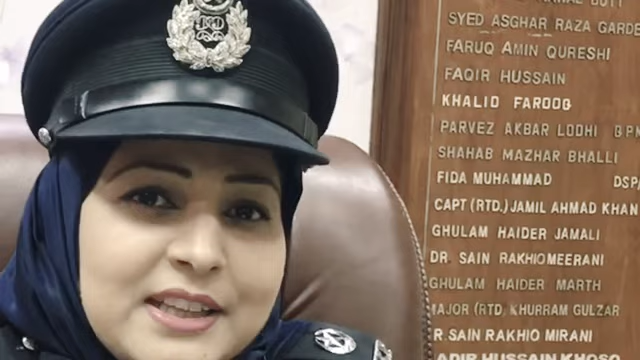 SYED ASGHAR RAZA GARDE
FARUQ AMIN QURESHI
FAQIR HUSSAIN
KHALID FAROOQ
PARVEZ AKBAR LODHI
SHAHAB MAZHAR BHALLI
FIDA MUHAMMAD DSP/
CAPT (RTD.) JAMIL AHMAD KHAN
GHULAM HAIDER JAMALI
DR. SAIN RAKHIO MEERANI
GHULAM HAIDER MARTH
MAJOR (RTD, KHURRAM GULZAR
R. SAIN RAKHIO MIRANI